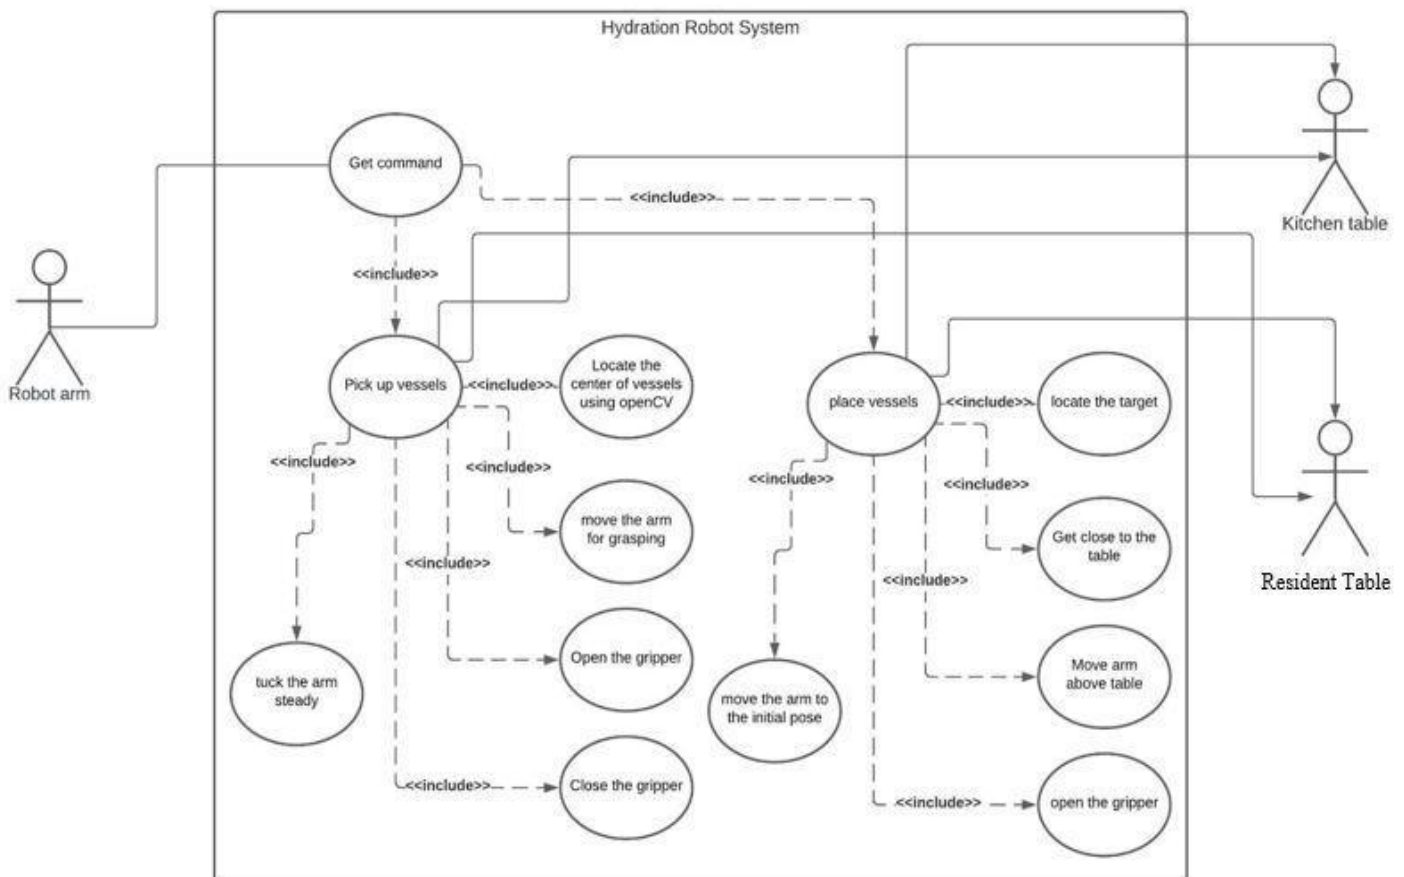 Hydration Robot System
Get command
<<include>>
Kitchen table
<<include>>
Robot arm
Pick up vessels
<<include>>
Locate the
center of vessels
using openCV
place vessels
<<include>>
locate the target
<<include>>
<<include>>
<<include>>
<<include>>
move the arm
for grasping
Get close to the
table
<<include>>
<<include>>
Resident Table
Open the gripper
tuck the arm
steady
move the arm to
the initial pose
Move arm
above table
<<include>>
Close the gripper
<<include>>
open the gripper